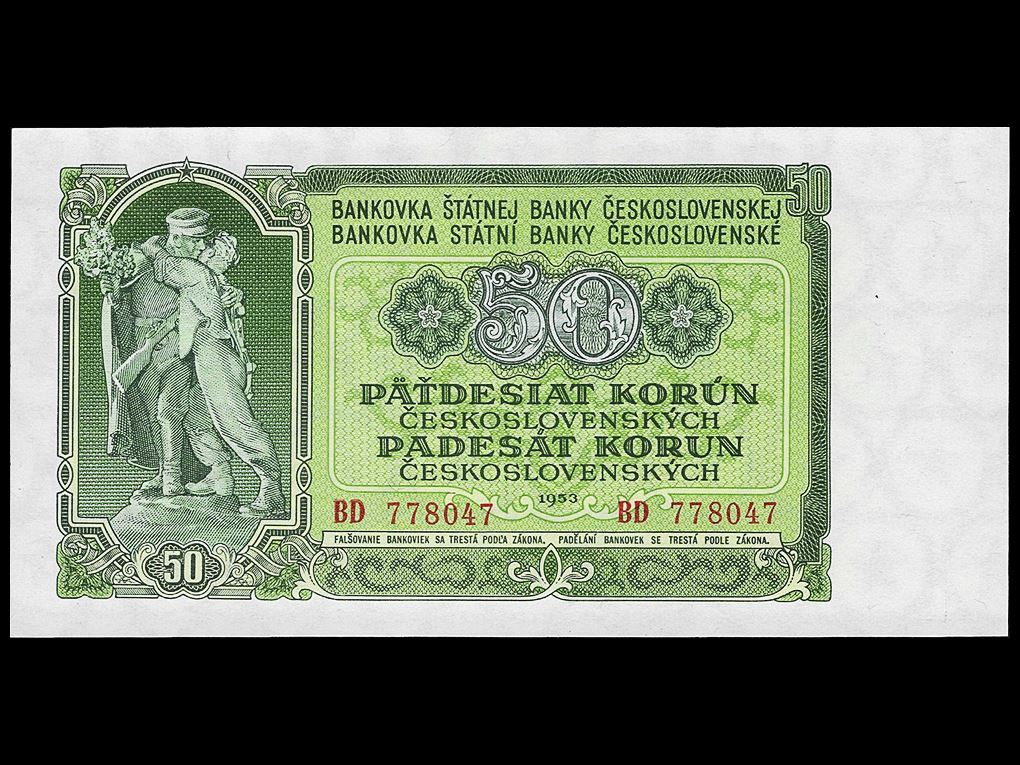 50
BANKOVKA ŠTÁTNEJ BANKY ČESKOSLOVENSKEJ
BANKOVKA STÁTNÍ BANKY ČESKOSLOVENSKÉ
50
PÄŤDESIAT KORÚN
ČESKOSLOVENSKÝCH
PADESÁT KORUN
ČESKOSLOVENSKÝCH
1953
BD 778047 BD 778047
FALŠOVANIE BANKOVIEK SA TRESTÁ PODĽA ZÁKONA. PADĚLÁNÍ BANKOVEK SE TRESTÁ PODLE ZÁKONA.
50